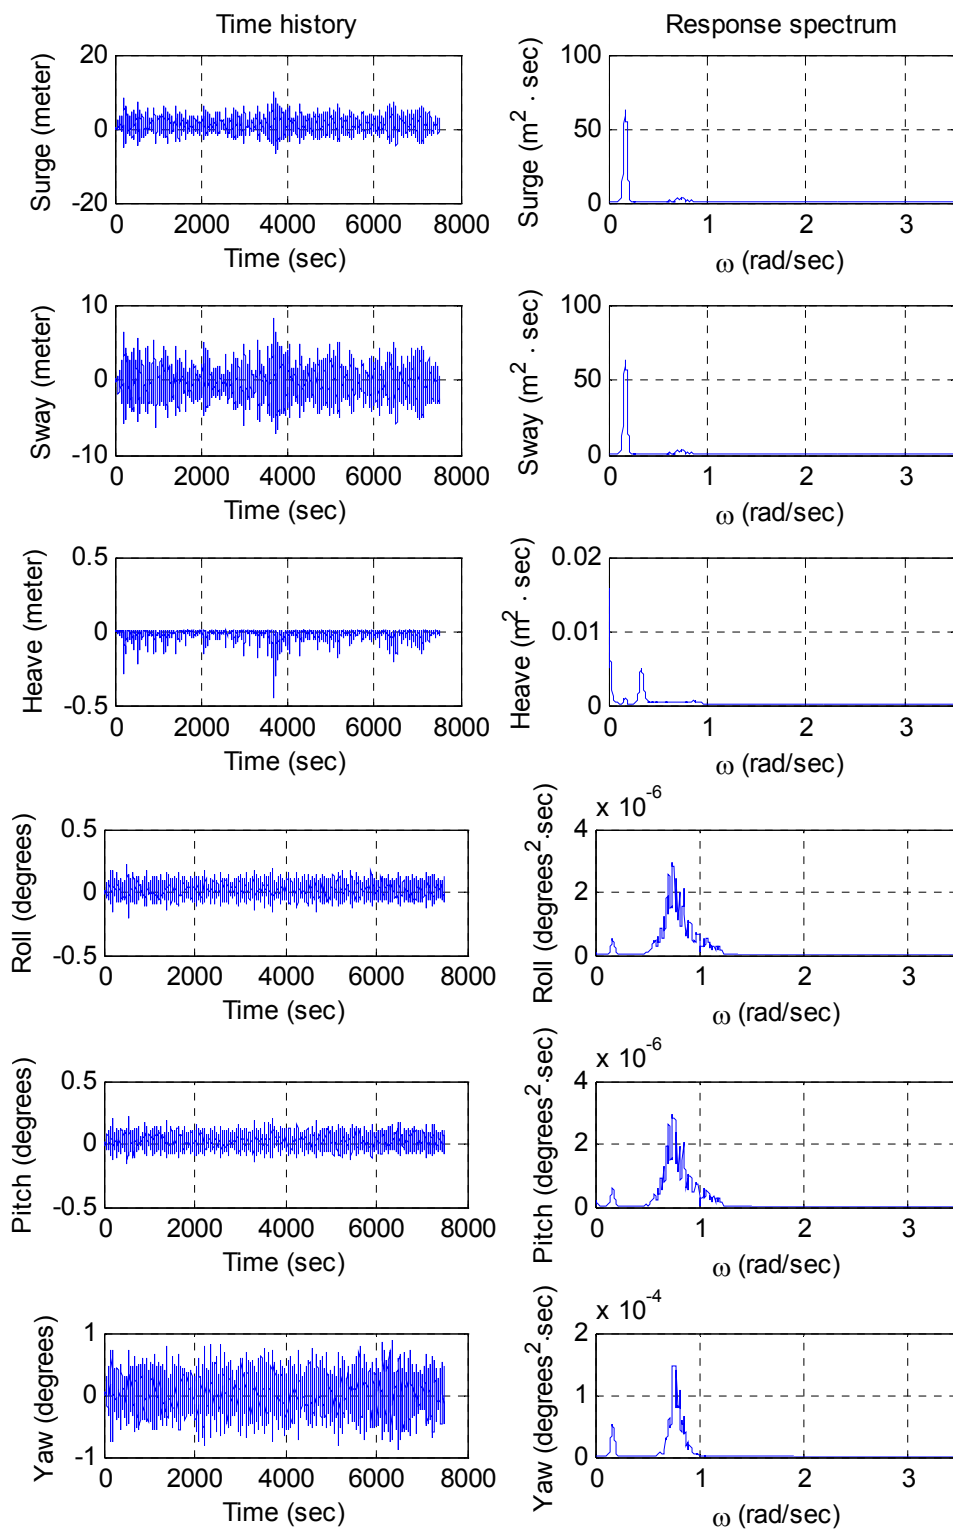 Time history
Response spectrum
Surge (meter)
20
0
-20
0 2000 4000 6000 8000
Time (sec)
Surge (m² · sec)
100
50
0
0 1 2 3
ω (rad/sec)
Sway (meter)
10
0
-10
0 2000 4000 6000 8000
Time (sec)
Sway (m² · sec)
100
50
0
0 1 2 3
ω (rad/sec)
Heave (meter)
0.5
0
-0.5
0 2000 4000 6000 8000
Time (sec)
Heave (m² · sec)
0.02
0.01
0
0 1 2 3
ω (rad/sec)
Roll (degrees)
0.5
0
-0.5
0 2000 4000 6000 8000
Time (sec)
Roll (degrees²·sec)
x 10⁻⁶
4
2
0
0 1 2 3
ω (rad/sec)
Pitch (degrees)
0.5
0
-0.5
0 2000 4000 6000 8000
Time (sec)
Pitch (degrees²·sec)
x 10⁻⁶
4
2
0
0 1 2 3
ω (rad/sec)
Yaw (degrees)
1
0
-1
0 2000 4000 6000 8000
Time (sec)
Yaw (degrees²·sec)
x 10⁻⁴
2
1
0
0 1 2 3
ω (rad/sec)